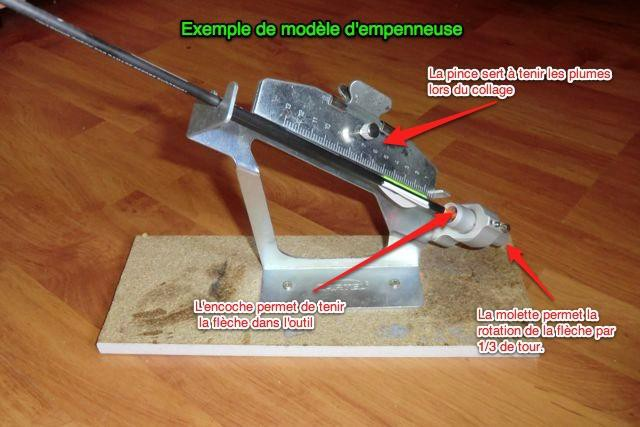 Exemple de modèle d'empenneuse
La pince sert à tenir les plumes
lors du collage
L'encoche permet de tenir
la flèche dans l'outil
La molette permet la
rotation de la flèche par
1/3 de tour.